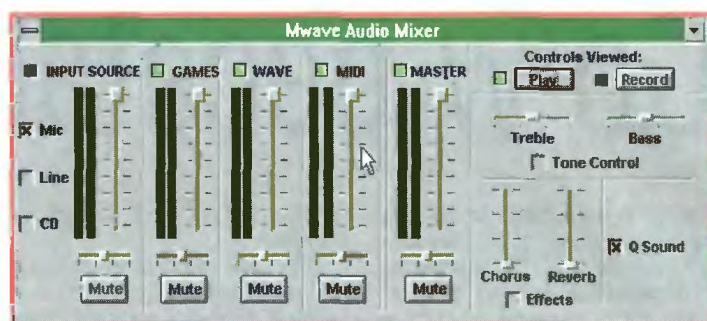 Mwave Audio Mixer
INPUT SOURCE GAMES WAVE MIDI MASTER
Controls Viewed:
Play Record
Mic
Line
CD
Treble Bass
Tone Control
Chorus Reverb
Q Sound
Effects
Mute Mute Mute Mute Mute